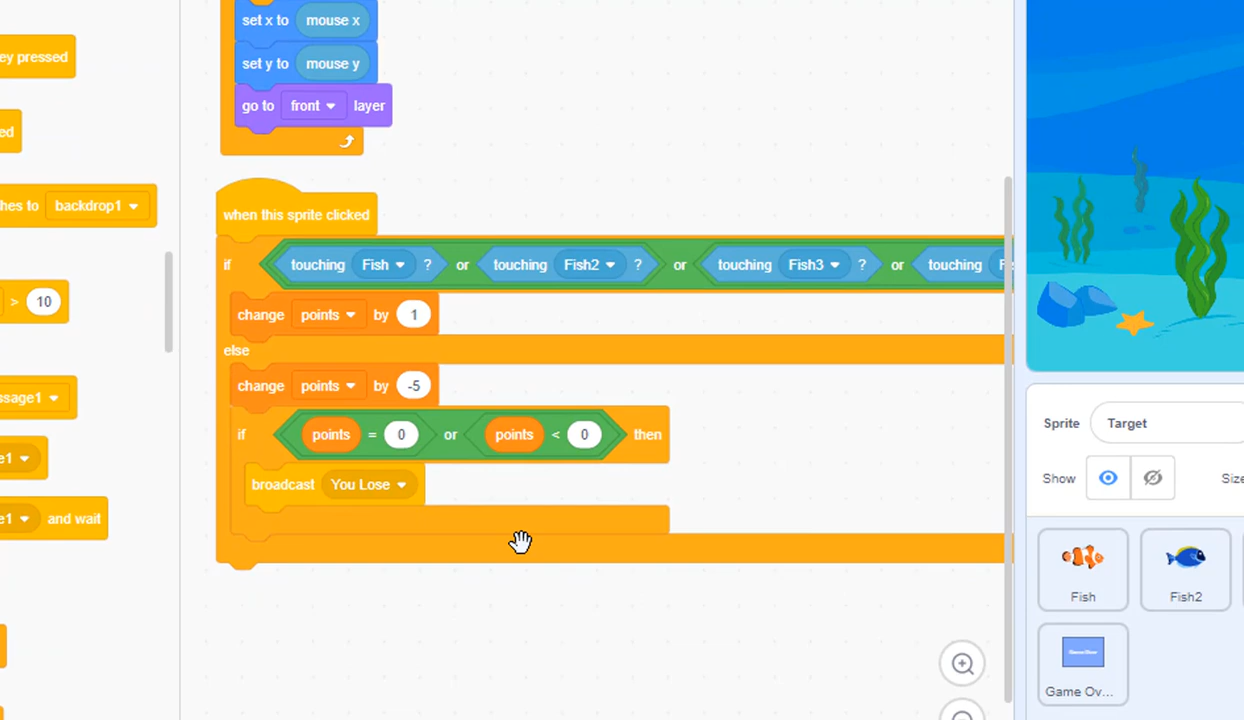 set x to mouse x
ey pressed
set y to mouse y
go to front layer
ed
hes to backdrop1
when this sprite clicked
if touching Fish ? or touching Fish2 ? or touching Fish3 ? or touching
> 10
change points by 1
else
change points by -5
ssage1
Sprite Target
if points = 0 or points < 0 then
e1
broadcast You Lose
Show Size
e1 and wait
Fish
Fish2
Game Ov...